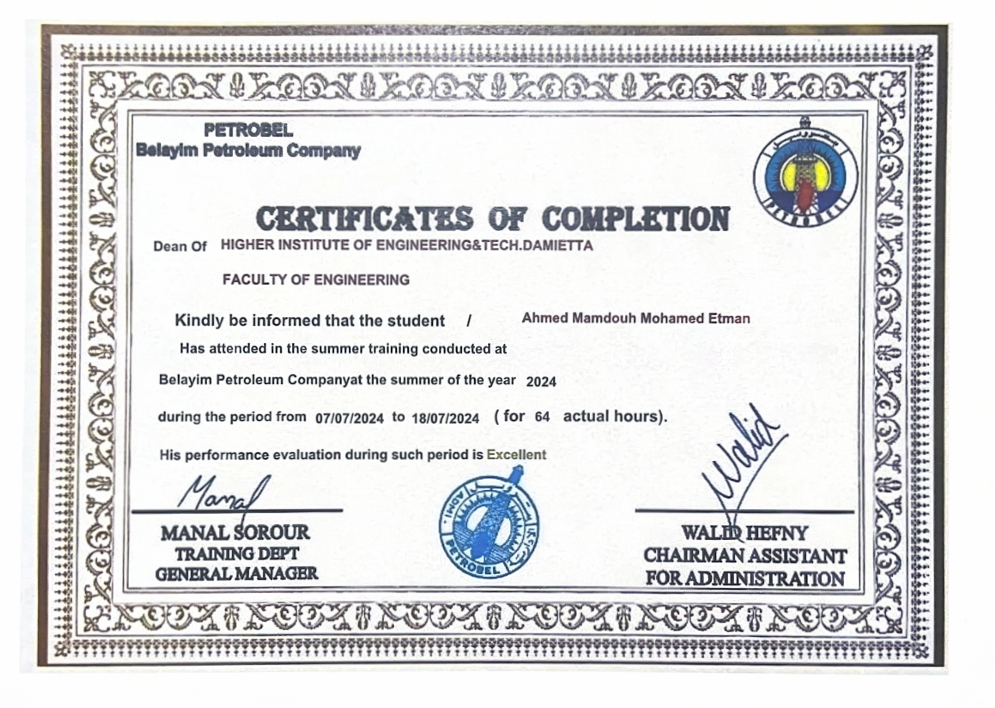 PETROBEL
Belayim Petroleum Company
PETROBEL
CERTIFICATES OF COMPLETION
Dean Of HIGHER INSTITUTE OF ENGINEERING&TECH.DAMIETTA
FACULTY OF ENGINEERING
Kindly be informed that the student / Ahmed Mamdouh Mohamed Etman
Has attended in the summer training conducted at
Belayim Petroleum Companyat the summer of the year 2024
during the period from 07/07/2024 to 18/07/2024 ( for 64 actual hours).
His performance evaluation during such period is Excellent
Manal
Walid
MANAL SOROUR
TRAINING DEPT
GENERAL MANAGER
ADMI.
PETROBEL
WALID HEFNY
CHAIRMAN ASSISTANT
FOR ADMINISTRATION